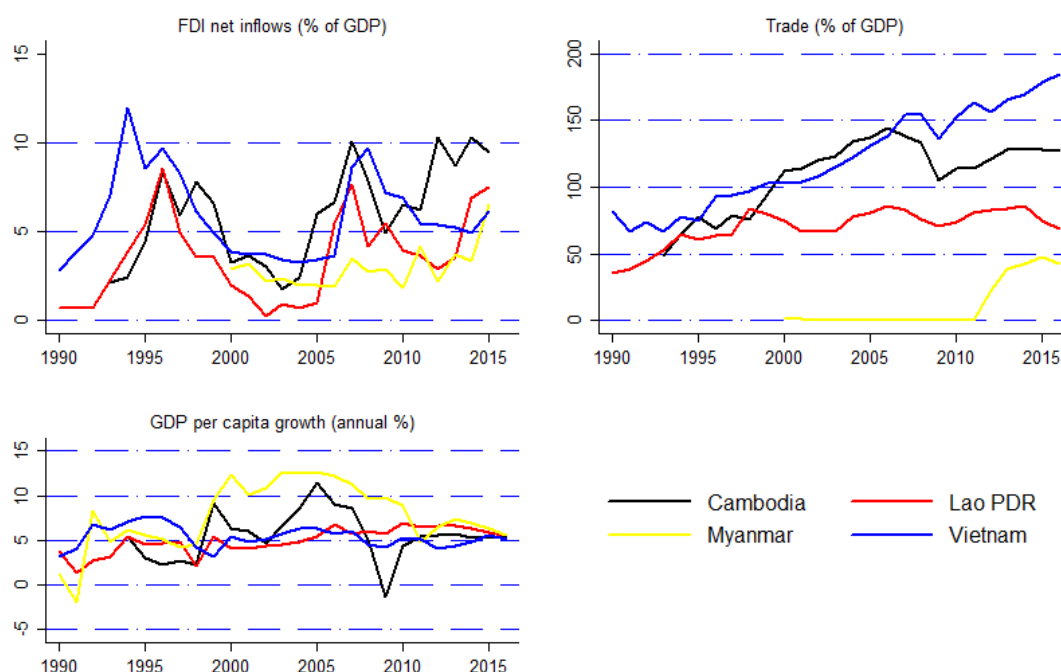 FDI net inflows (% of GDP)
15
10
5
0
1990 1995 2000 2005 2010 2015
Trade (% of GDP)
200
150
100
50
0
1990 1995 2000 2005 2010 2015
GDP per capita growth (annual %)
15
10
5
0
-5
1990 1995 2000 2005 2010 2015
Cambodia Lao PDR
Myanmar Vietnam